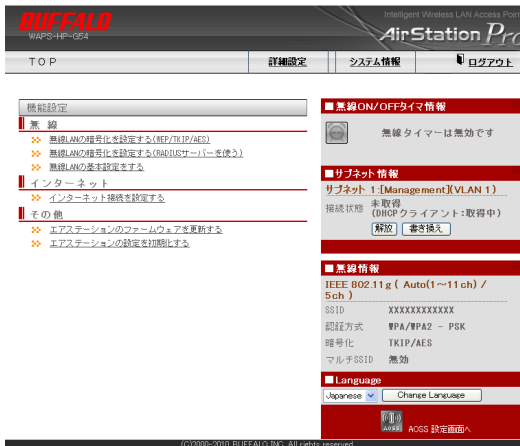 BUFFALO
WAPS-HP-G54
Intelligent Wireless LAN Access Point
AirStation Pro
TOP
詳細設定
システム情報
ログアウト
機能設定
無 線
無線LANの暗号化を設定する(WEP/TKIP/AES)
無線LANの暗号化を設定する(RADIUSサーバーを使う)
無線LANの基本設定をする
インターネット
インターネット接続を設定する
その他
エアステーションのファームウェアを更新する
エアステーションの設定を初期化する
■無線ON/OFFタイマ情報
無線タイマーは無効です
■サブネット情報
サブネット 1:[Management](VLAN 1)
接続状態 未取得
(DHCPクライアント:取得中)
解放 書き換え
■無線情報
IEEE 802.11g ( Auto(1～11ch) /
5ch )
SSID XXXXXXXXXXXX
認証方式 WPA/WPA2 - PSK
暗号化 TKIP/AES
マルチSSID 無効
■Language
Japanese Change Language
AOSS AOSS 設定画面へ
(C)2000-2010 BUFFALO INC. All rights reserved.